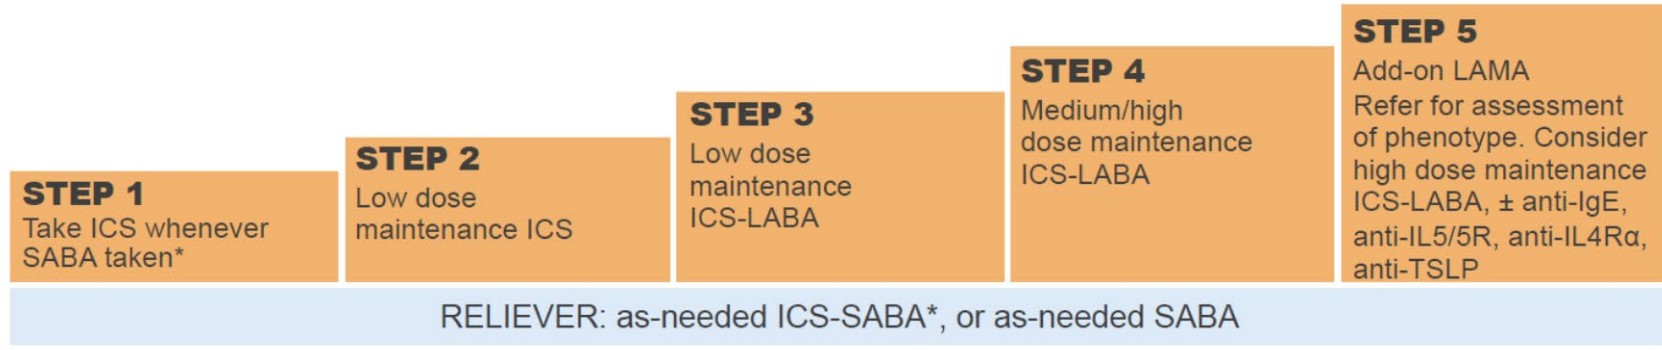 STEP 1
Take ICS whenever
SABA taken*
STEP 2
Low dose
maintenance ICS
STEP 3
Low dose
maintenance
ICS-LABA
STEP 4
Medium/high
dose maintenance
ICS-LABA
STEP 5
Add-on LAMA
Refer for assessment
of phenotype. Consider
high dose maintenance
ICS-LABA, ± anti-IgE,
anti-IL5/5R, anti-IL4Rα,
anti-TSLP
RELIEVER: as-needed ICS-SABA*, or as-needed SABA